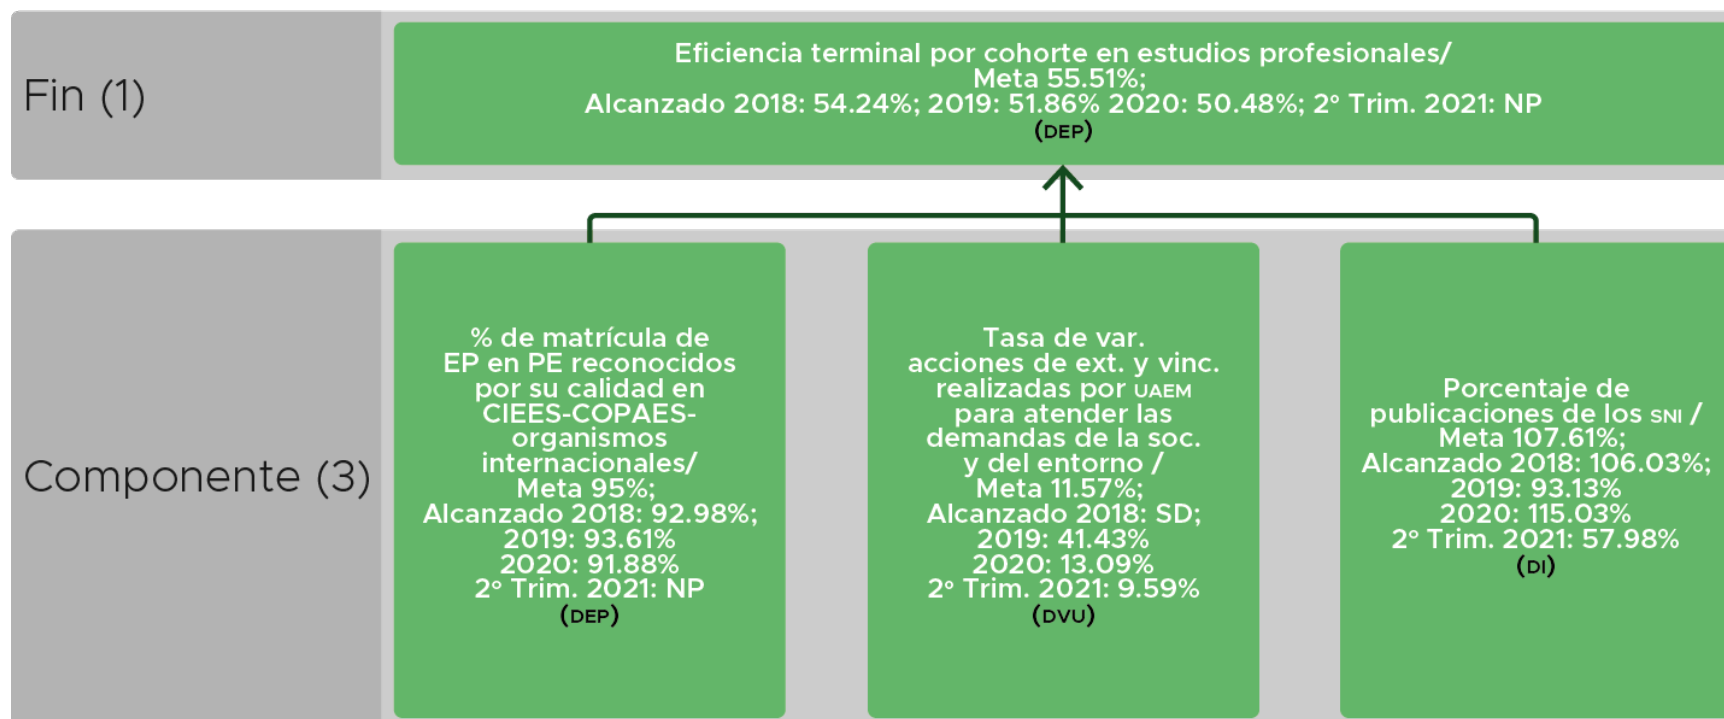 Fin (1)
Eficiencia terminal por cohorte en estudios profesionales/
Meta 55.51%;
Alcanzado 2018: 54.24%; 2019: 51.86% 2020: 50.48%; 2° Trim. 2021: NP
(DEP)
Componente (3)
% de matrícula de
EP en PE reconocidos
por su calidad en
CIEES-COPAES-
organismos
internacionales/
Meta 95%;
Alcanzado 2018: 92.98%;
2019: 93.61%
2020: 91.88%
2° Trim. 2021: NP
(DEP)
Tasa de var.
acciones de ext. y vinc.
realizadas por UAEM
para atender las
demandas de la soc.
y del entorno /
Meta 11.57%;
Alcanzado 2018: SD;
2019: 41.43%
2020: 13.09%
2° Trim. 2021: 9.59%
(DVU)
Porcentaje de
publicaciones de los SNI /
Meta 107.61%;
Alcanzado 2018: 106.03%;
2019: 93.13%
2020: 115.03%
2° Trim. 2021: 57.98%
(DI)